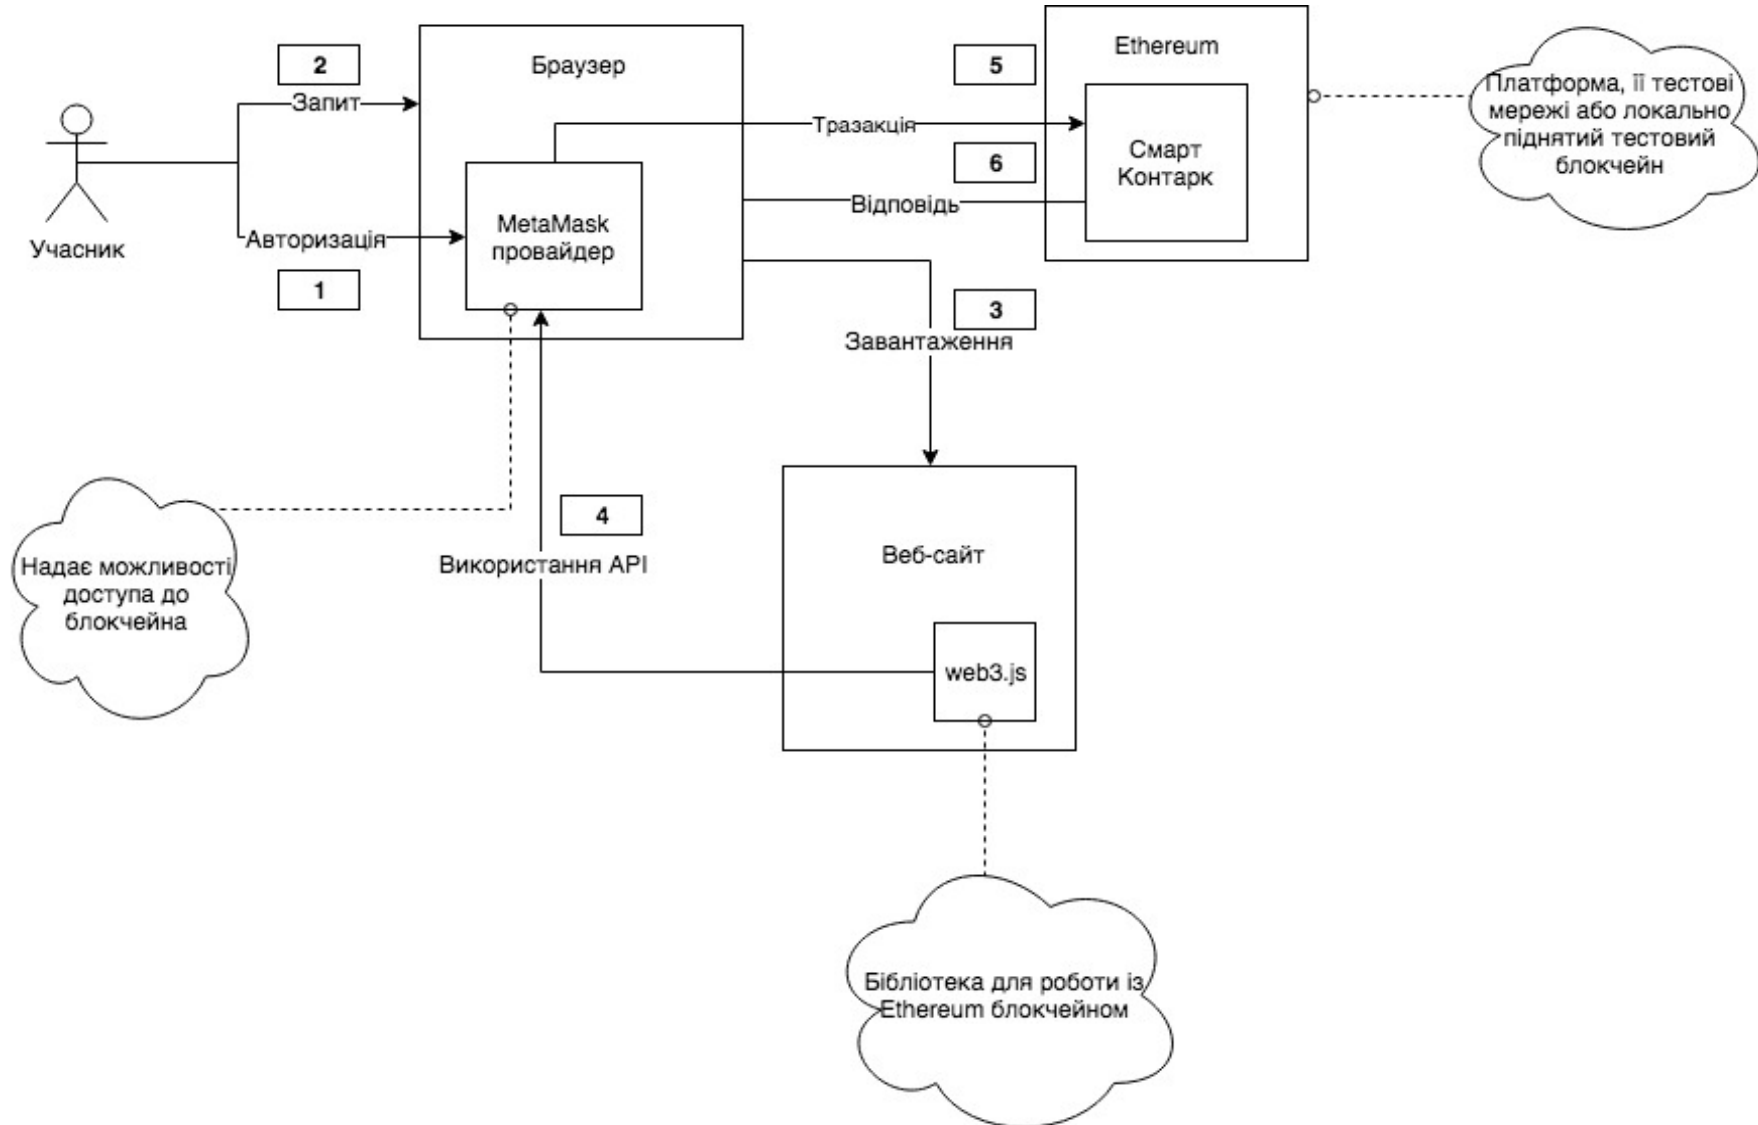 2
Запит
Браузер
5
Ethereum
Тразакція
Смарт
Контарк
6
Відповідь
Платформа, її тестові
мережі або локально
піднятий тестовий
блокчейн
Учасник
Авторизація
1
MetaMask
провайдер
3
Завантаження
4
Використання API
Надає можливості
доступа до
блокчейна
Веб-сайт
web3.js
Бібліотека для роботи із
Ethereum блокчейном